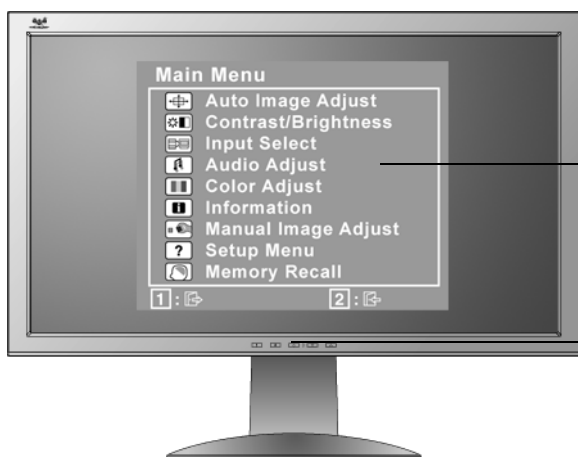 Main Menu
Auto Image Adjust
Contrast/Brightness
Input Select
Audio Adjust
Color Adjust
Information
Manual Image Adjust
? Setup Menu
Memory Recall
1 : 2 :